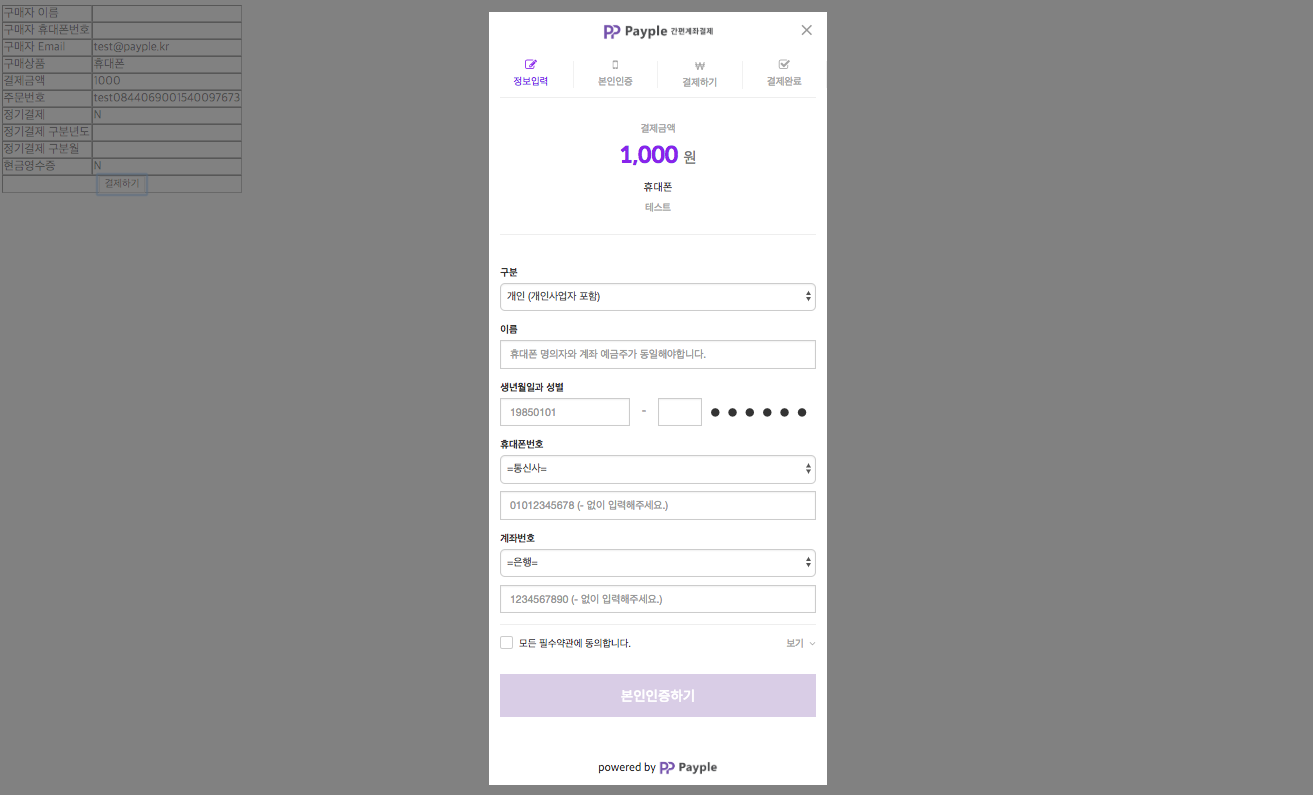 구매자 이름
구매자 휴대폰번호
구매자 Email test@payple.kr
구매상품 휴대폰
결제금액 1000
주문번호 test0844069001540097673
정기결제 N
정기결제 구분년도
정기결제 구분월
현금영수증 N
결제하기
Payple 간편계좌결제
정보입력 본인인증 결제하기 결제완료
결제금액
1,000 원
휴대폰
테스트
구분
개인 (개인사업자 포함)
이름
휴대폰 명의자와 계좌 예금주가 동일해야합니다.
생년월일과 성별
19850101 - ● ● ● ● ● ●
휴대폰번호
=통신사=
01012345678 (- 없이 입력해주세요.)
계좌번호
=은행=
1234567890 (- 없이 입력해주세요.)
모든 필수약관에 동의합니다. 보기
본인인증하기
powered by Payple